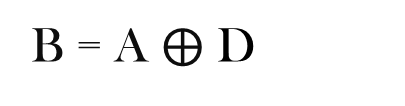 B = A ⊕ D